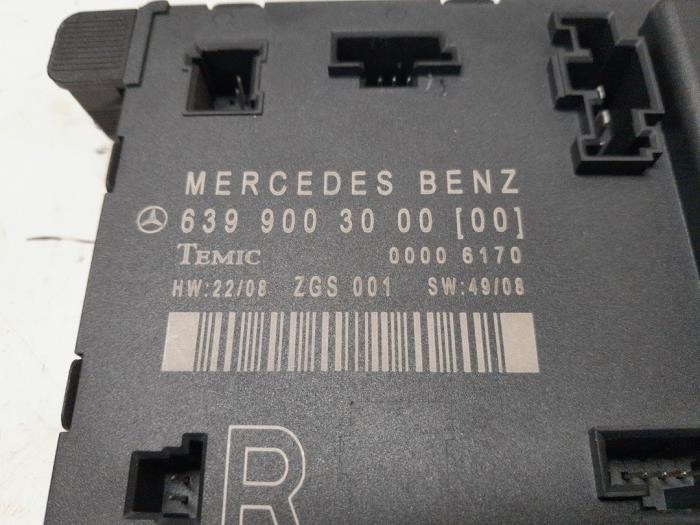 MERCEDES BENZ
639 900 30 00 [00]
TEMIC 0000 6170
HW:22/08 ZGS 001 SW:49/08
R